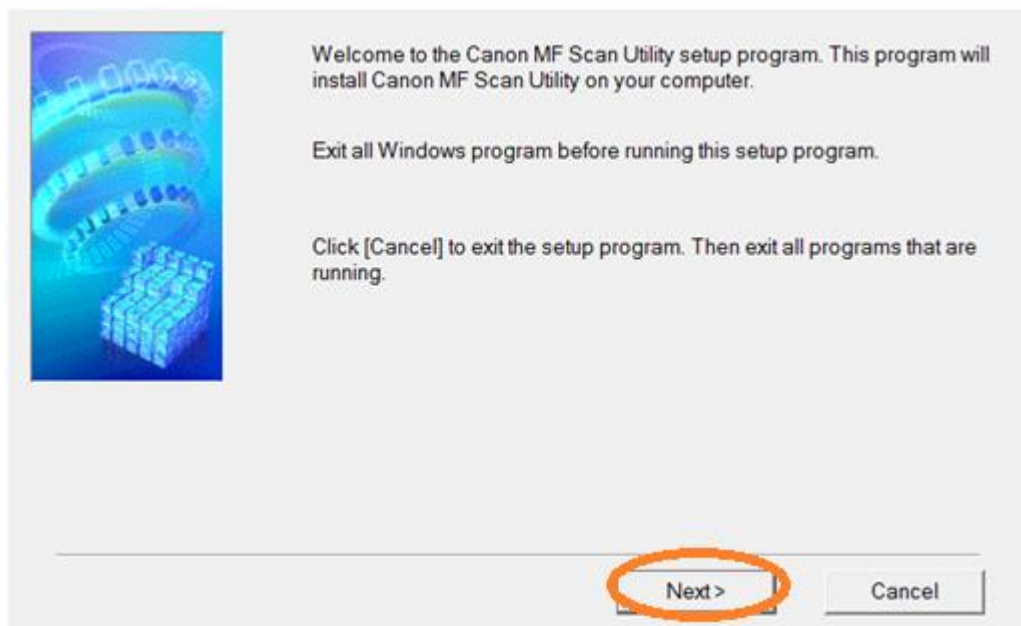 Welcome to the Canon MF Scan Utility setup program. This program will
install Canon MF Scan Utility on your computer.
Exit all Windows program before running this setup program.
Click [Cancel] to exit the setup program. Then exit all programs that are
running.
Next >
Cancel